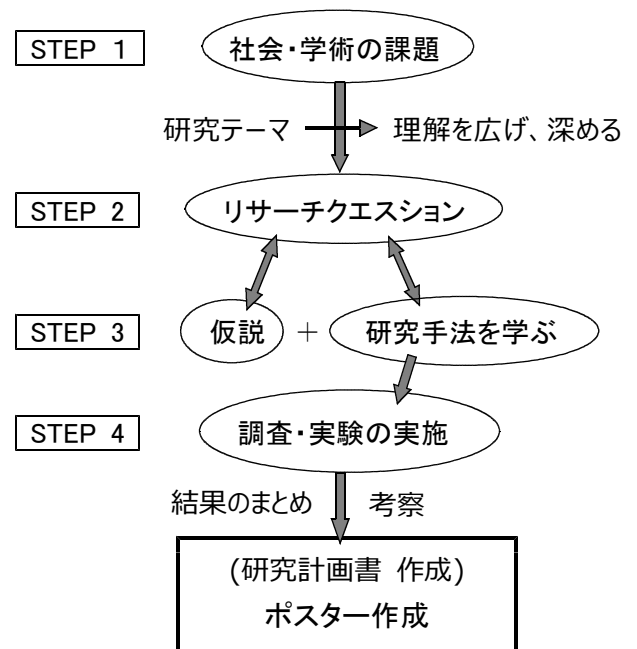 STEP 1
社会・学術の課題
研究テーマ
理解を広げ、深める
STEP 2
リサーチクエスション
STEP 3
仮説
+
研究手法を学ぶ
STEP 4
調査・実験の実施
結果のまとめ
考察
(研究計画書 作成)
ポスター作成